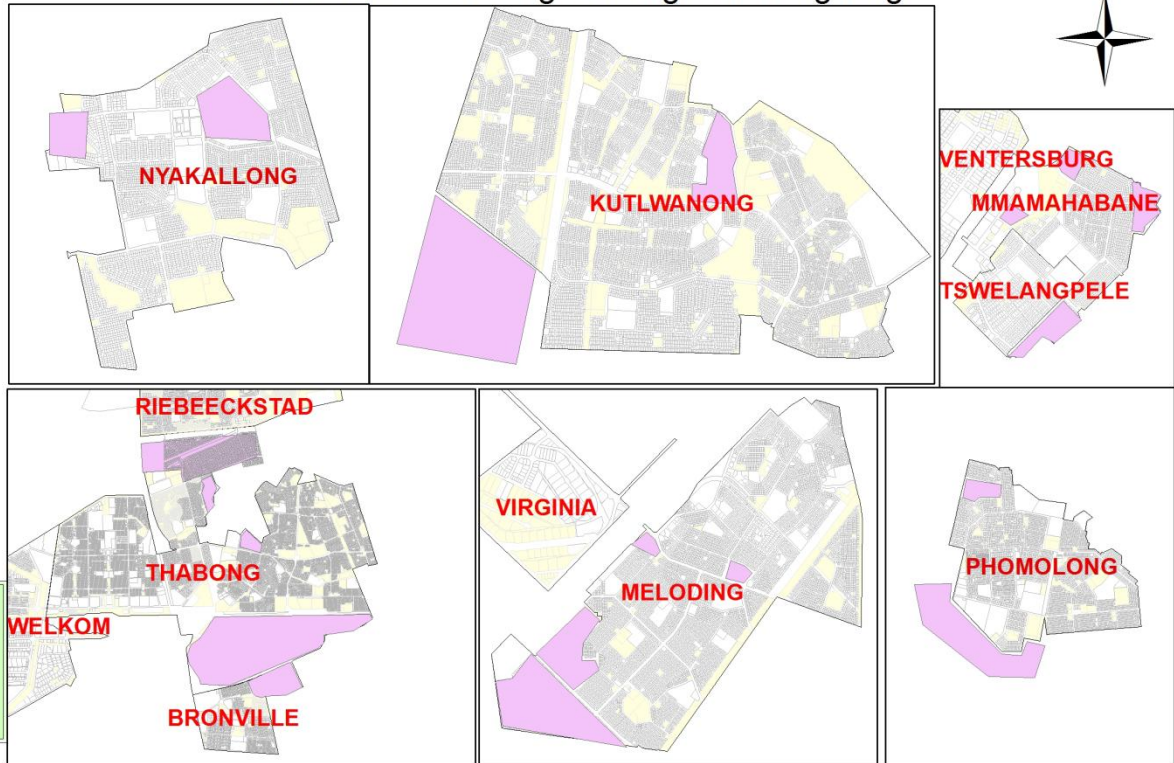 NYAKALLONG
KUTLWANONG
VENTERSBURG
MMAMAHABANE
TSWELANGPELE
RIEBEECKSTAD
THABONG
WELKOM
BRONVILLE
VIRGINIA
MELODING
PHOMOLONG